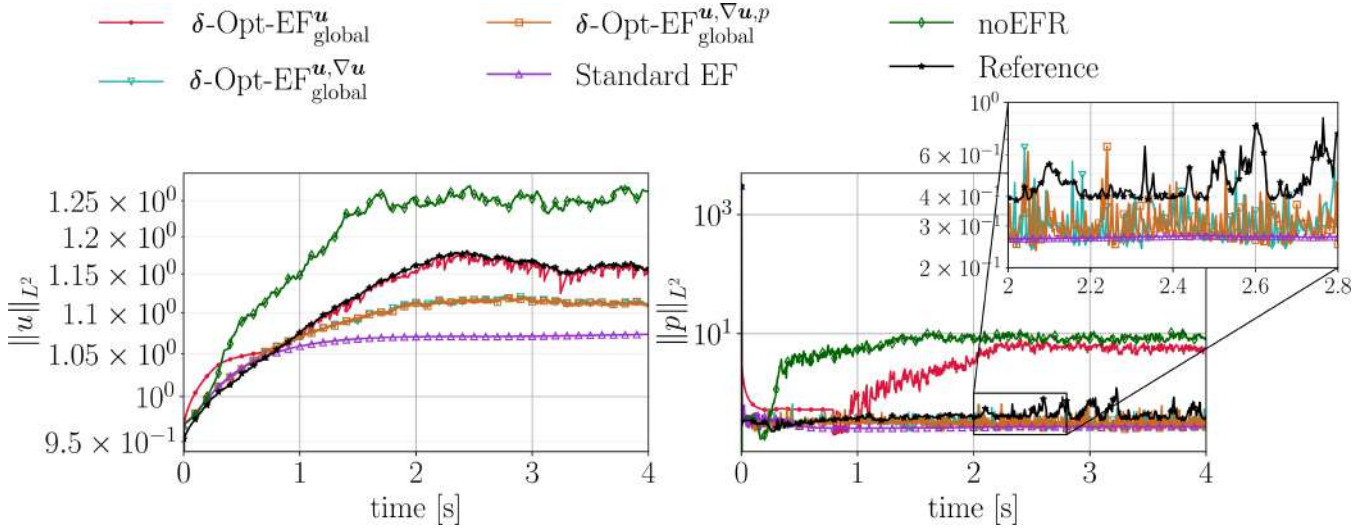 δ-Opt-EF^u_global
δ-Opt-EF^{u,∇u,p}_global
noEFR
δ-Opt-EF^{u,∇u}_global
Standard EF
Reference
10^0
6 × 10^{-1}
4 × 10^{-1}
3 × 10^{-1}
2 × 10^{-1}
2 2.2 2.4 2.6 2.8
||u||_{L^2}
1.25 × 10^0
1.2 × 10^0
1.15 × 10^0
1.1 × 10^0
1.05 × 10^0
10^0
9.5 × 10^{-1}
0 1 2 3 4
time [s]
||p||_{L^2}
10^3
10^1
0 1 2 3 4
time [s]